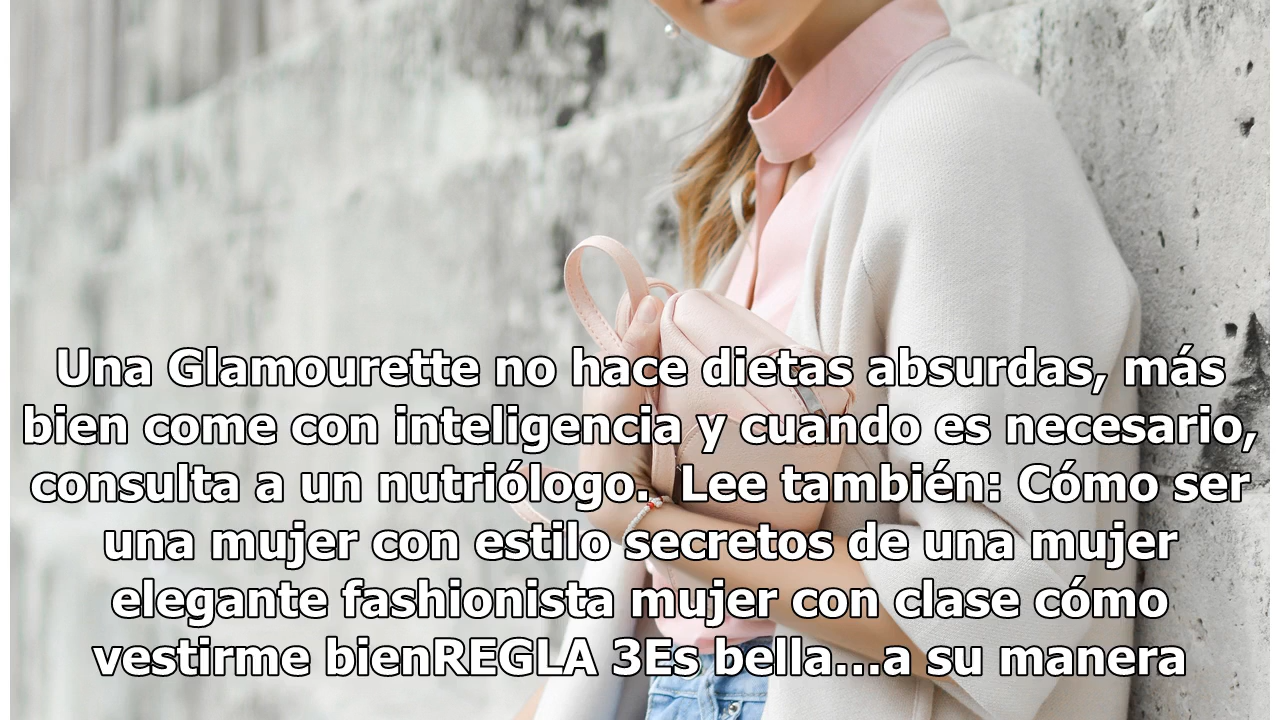 Una Glamourette no hace dietas absurdas, más
bien come con inteligencia y cuando es necesario,
consulta a un nutriólogo.  Lee también: Cómo ser
una mujer con estilo secretos de una mujer
elegante fashionista mujer con clase cómo
vestirme bienREGLA 3Es bella...a su manera